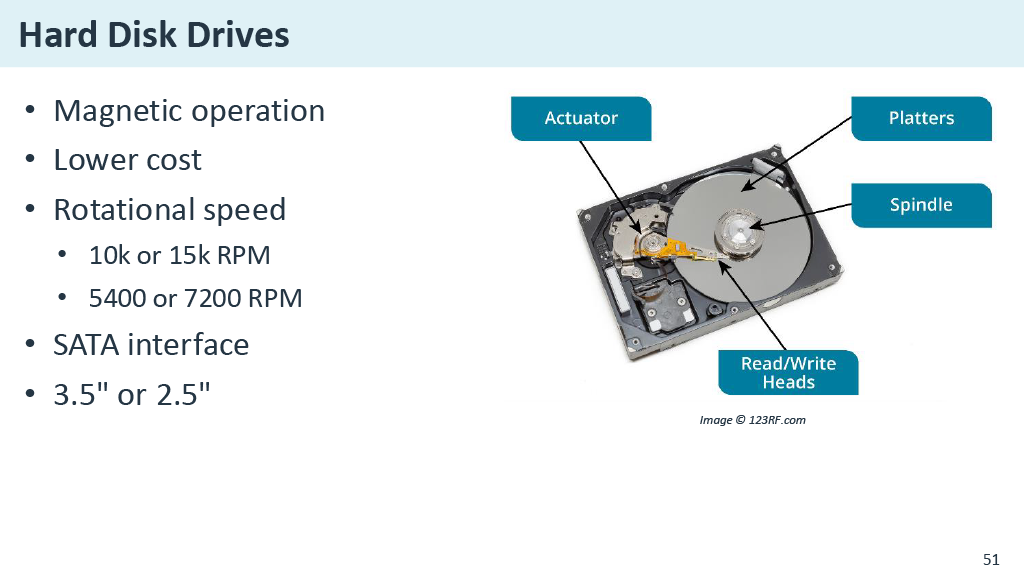 Hard Disk Drives
• Magnetic operation
• Lower cost
• Rotational speed
• 10k or 15k RPM
• 5400 or 7200 RPM
• SATA interface
• 3.5" or 2.5"
Actuator
Platters
Spindle
Read/Write
Heads
Image © 123RF.com
51